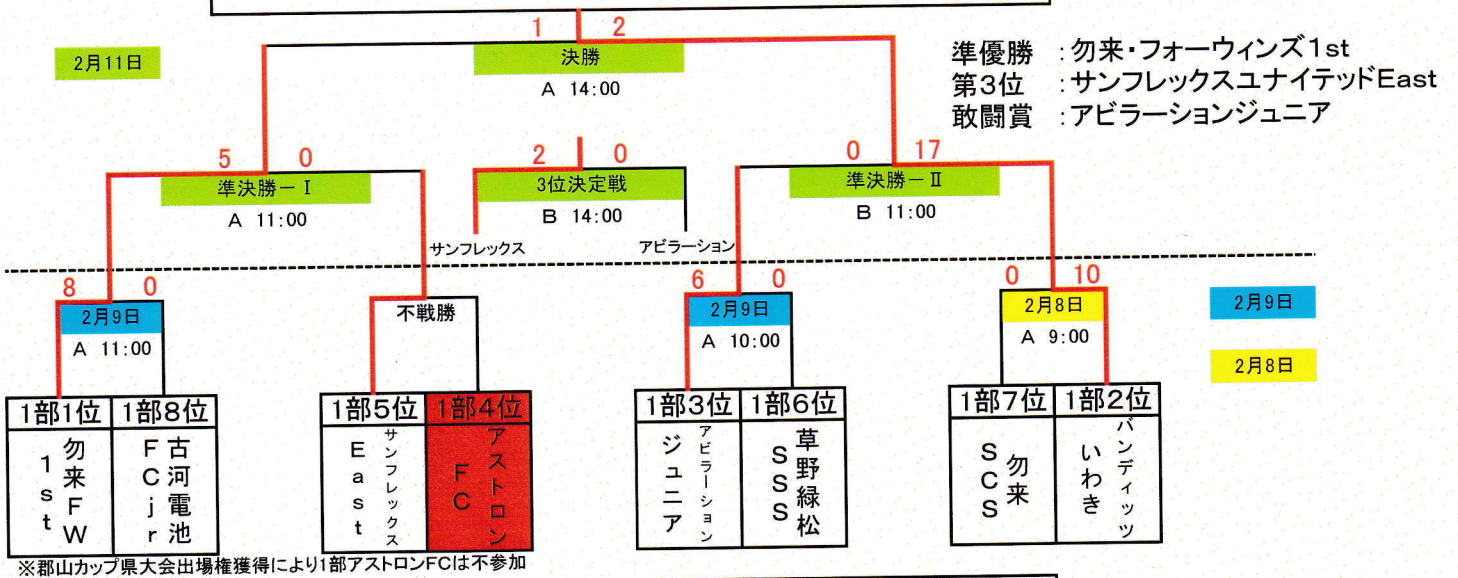 1 2
2月11日
決勝
A 14:00
準優勝 :勿来・フォーウィンズ1st
第3位 :サンフレックスユナイテッドEast
敢闘賞 :アビラーションジュニア
5 0
2 0
0 17
準決勝-Ⅰ
3位決定戦
準決勝-Ⅱ
A 11:00
B 14:00
B 11:00
サンフレックス
アビラーション
8 0
6 0
0 10
2月9日
不戦勝
2月9日
2月8日
2月9日
A 11:00
A 10:00
A 9:00
2月8日
1部1位
1部8位
1部5位
1部4位
1部3位
1部6位
1部7位
1部2位
勿来FW
1st
古河電池
FCjr
サンフレックス
East
アストロン
FC
アビラーション
ジュニア
草野緑松
SSS
勿来
SCS
バンディッツ
いわき
※郡山カップ県大会出場権獲得により1部アストロンFCは不参加